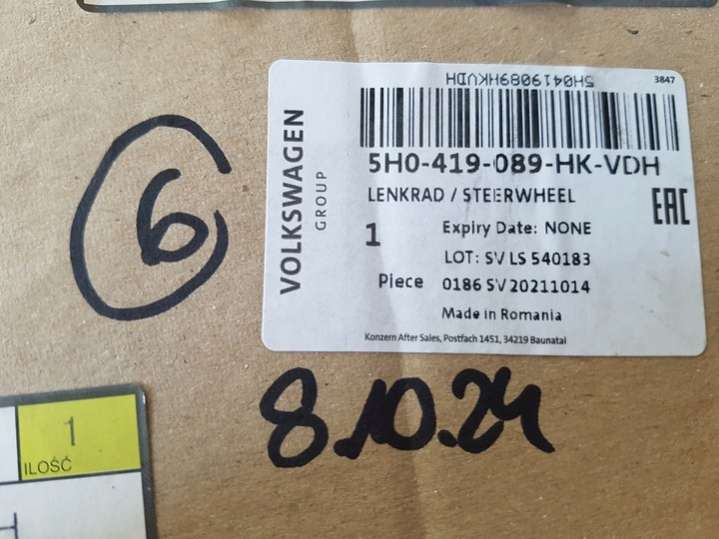 5H0419089HKVDH
3847
5H0-419-089-HK-VDH
VOLKSWAGEN
GROUP
LENKRAD / STEERWHEEL
EAC
1
Piece
Expiry Date: NONE
LOT: SV LS 540183
0186 SV 20211014
Made in Romania
Konzern After Sales, Postfach 1451, 34219 Baunatal
6
8.10.24
1
ILOŚĆ